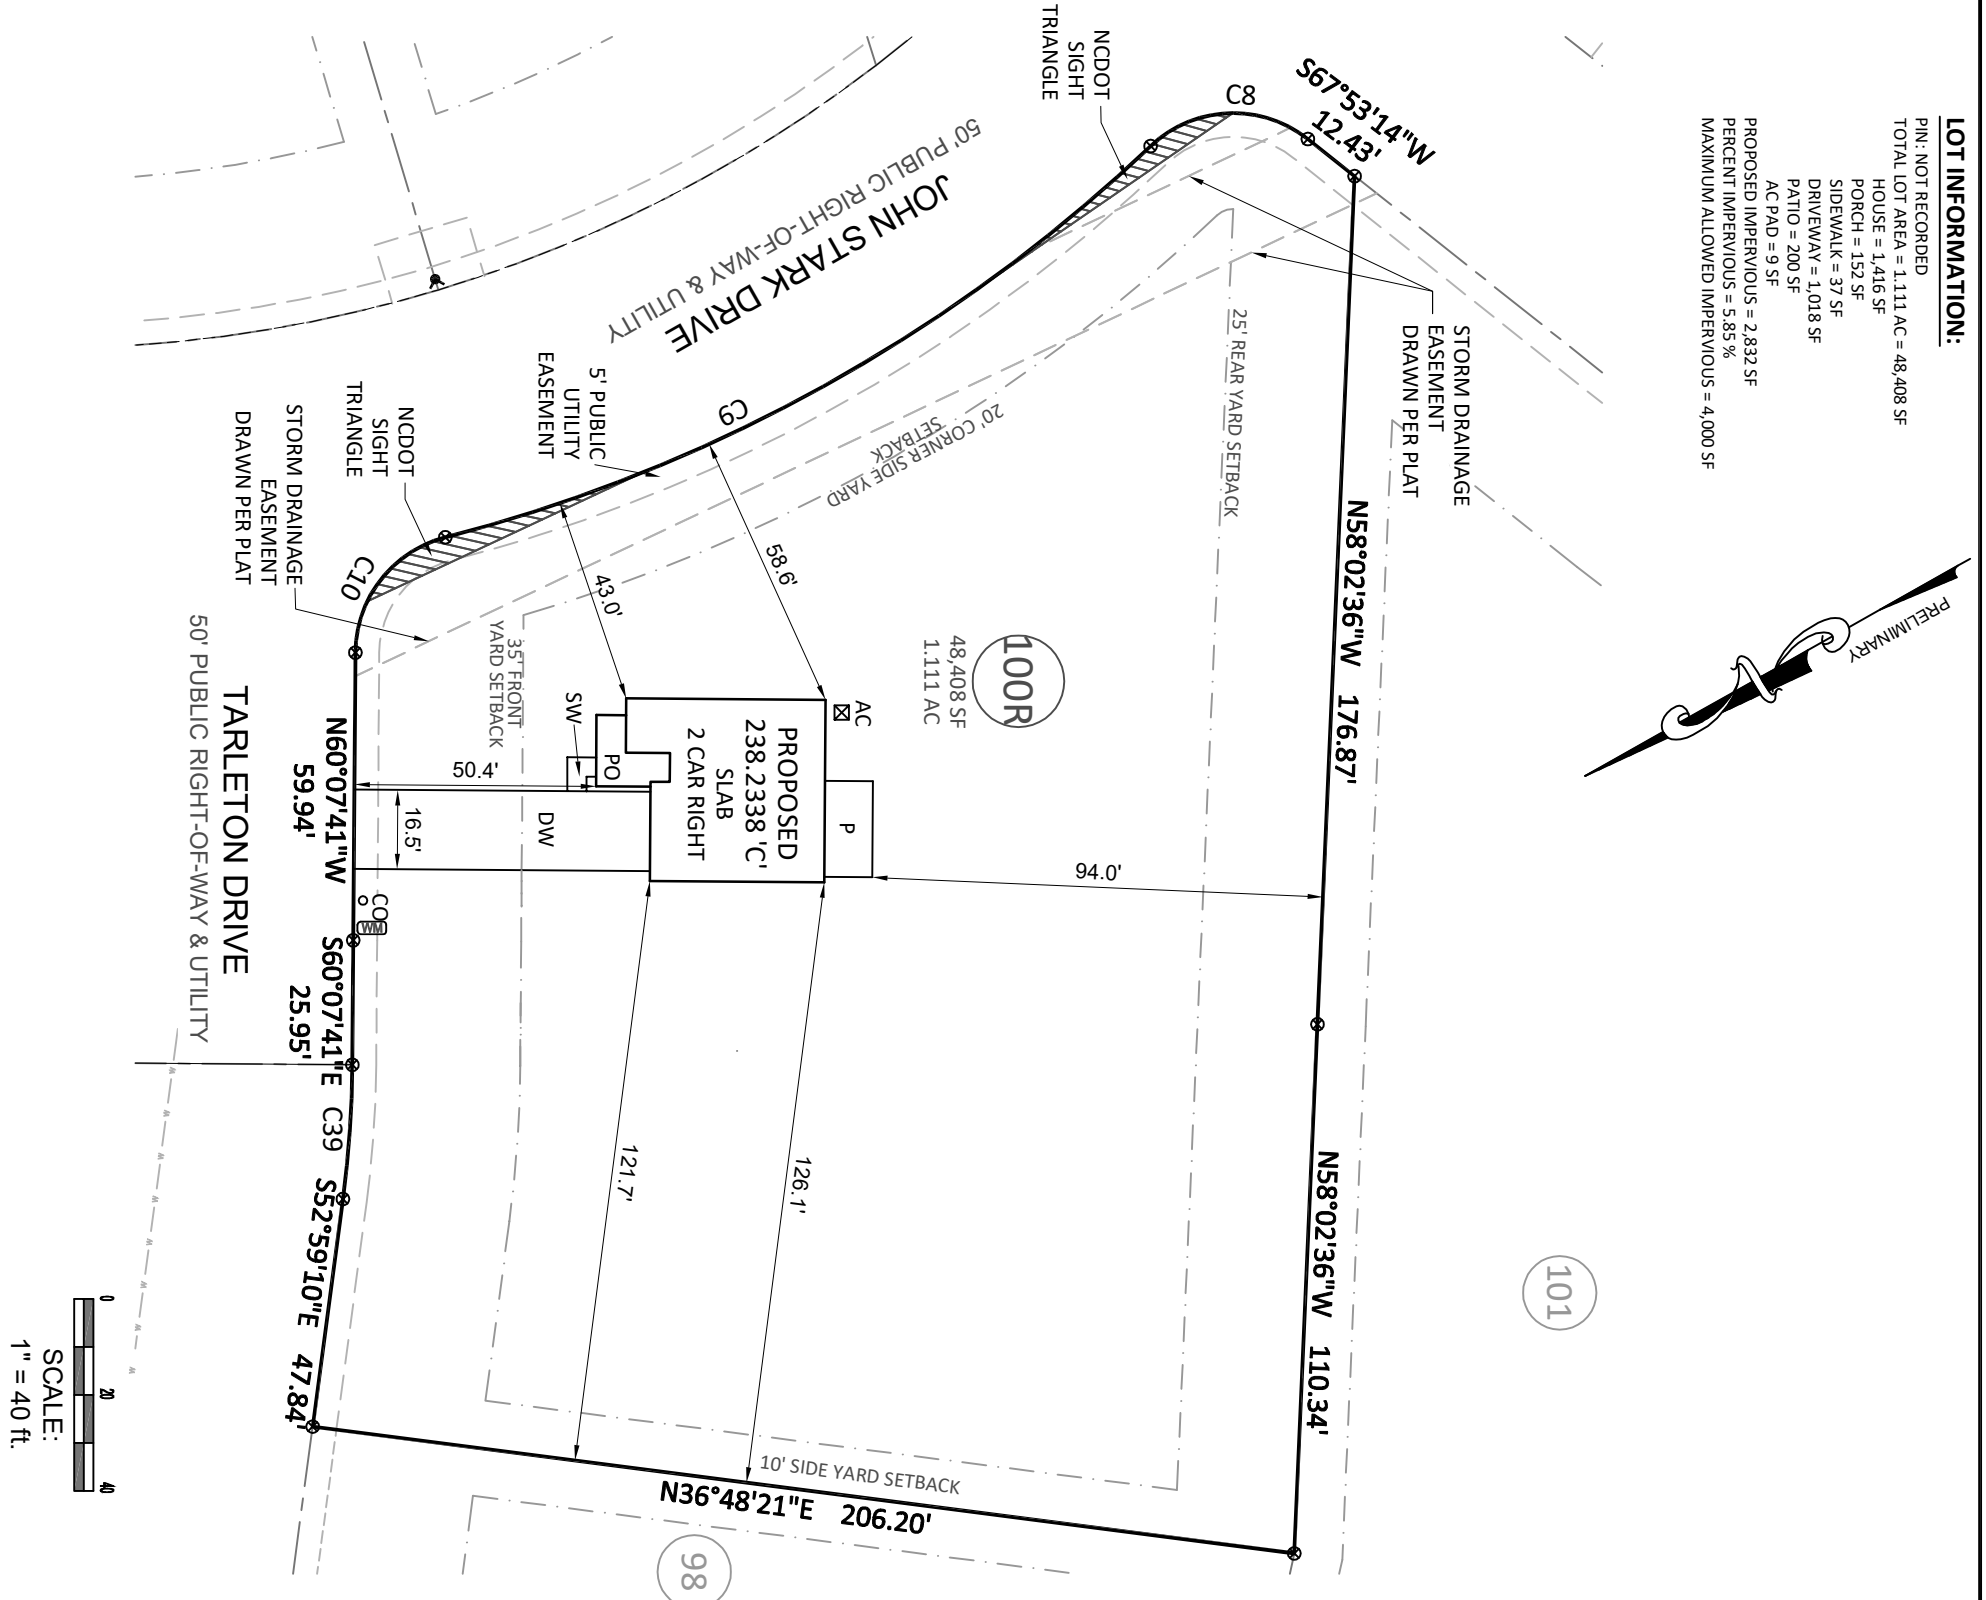 LOT INFORMATION:
PIN: NOT RECORDED
TOTAL LOT AREA = 1.111 AC = 48,408 SF
HOUSE = 1,416 SF
PORCH = 152 SF
SIDEWALK = 37 SF
DRIVEWAY = 1,018 SF
PATIO = 200 SF
AC PAD = 9 SF
PROPOSED IMPERVIOUS = 2,832 SF
PERCENT IMPERVIOUS = 5.85 %
MAXIMUM ALLOWED IMPERVIOUS = 4,000 SF
PRELIMINARY
N
101
STORM DRAINAGE
EASEMENT
DRAWN PER PLAT
S67°53'14"W
12.43'
C8
NCDOT
SIGHT
TRIANGLE
N58°02'36"W 176.87'
N58°02'36"W 110.34'
25' REAR YARD SETBACK
20' CORNER SIDE YARD
SETBACK
50' PUBLIC RIGHT-OF-WAY & UTILITY
JOHN STARK DRIVE
C9
5' PUBLIC
UTILITY
EASEMENT
58.6'
43.0'
100R
48,408 SF
1.111 AC
94.0'
AC
P
PROPOSED
238.2338 'C'
SLAB
2 CAR RIGHT
PO
SW
DW
35' FRONT
YARD SETBACK
50.4'
16.5'
126.1'
121.7'
10' SIDE YARD SETBACK
N36°48'21"E 206.20'
98
NCDOT
SIGHT
TRIANGLE
C10
STORM DRAINAGE
EASEMENT
DRAWN PER PLAT
CO
WM
N60°07'41"W
59.94'
S60°07'41"E
25.95'
C39
S52°59'10"E 47.84'
TARLETON DRIVE
50' PUBLIC RIGHT-OF-WAY & UTILITY
W W W W W W W
0 20 40
SCALE:
1" = 40 ft.